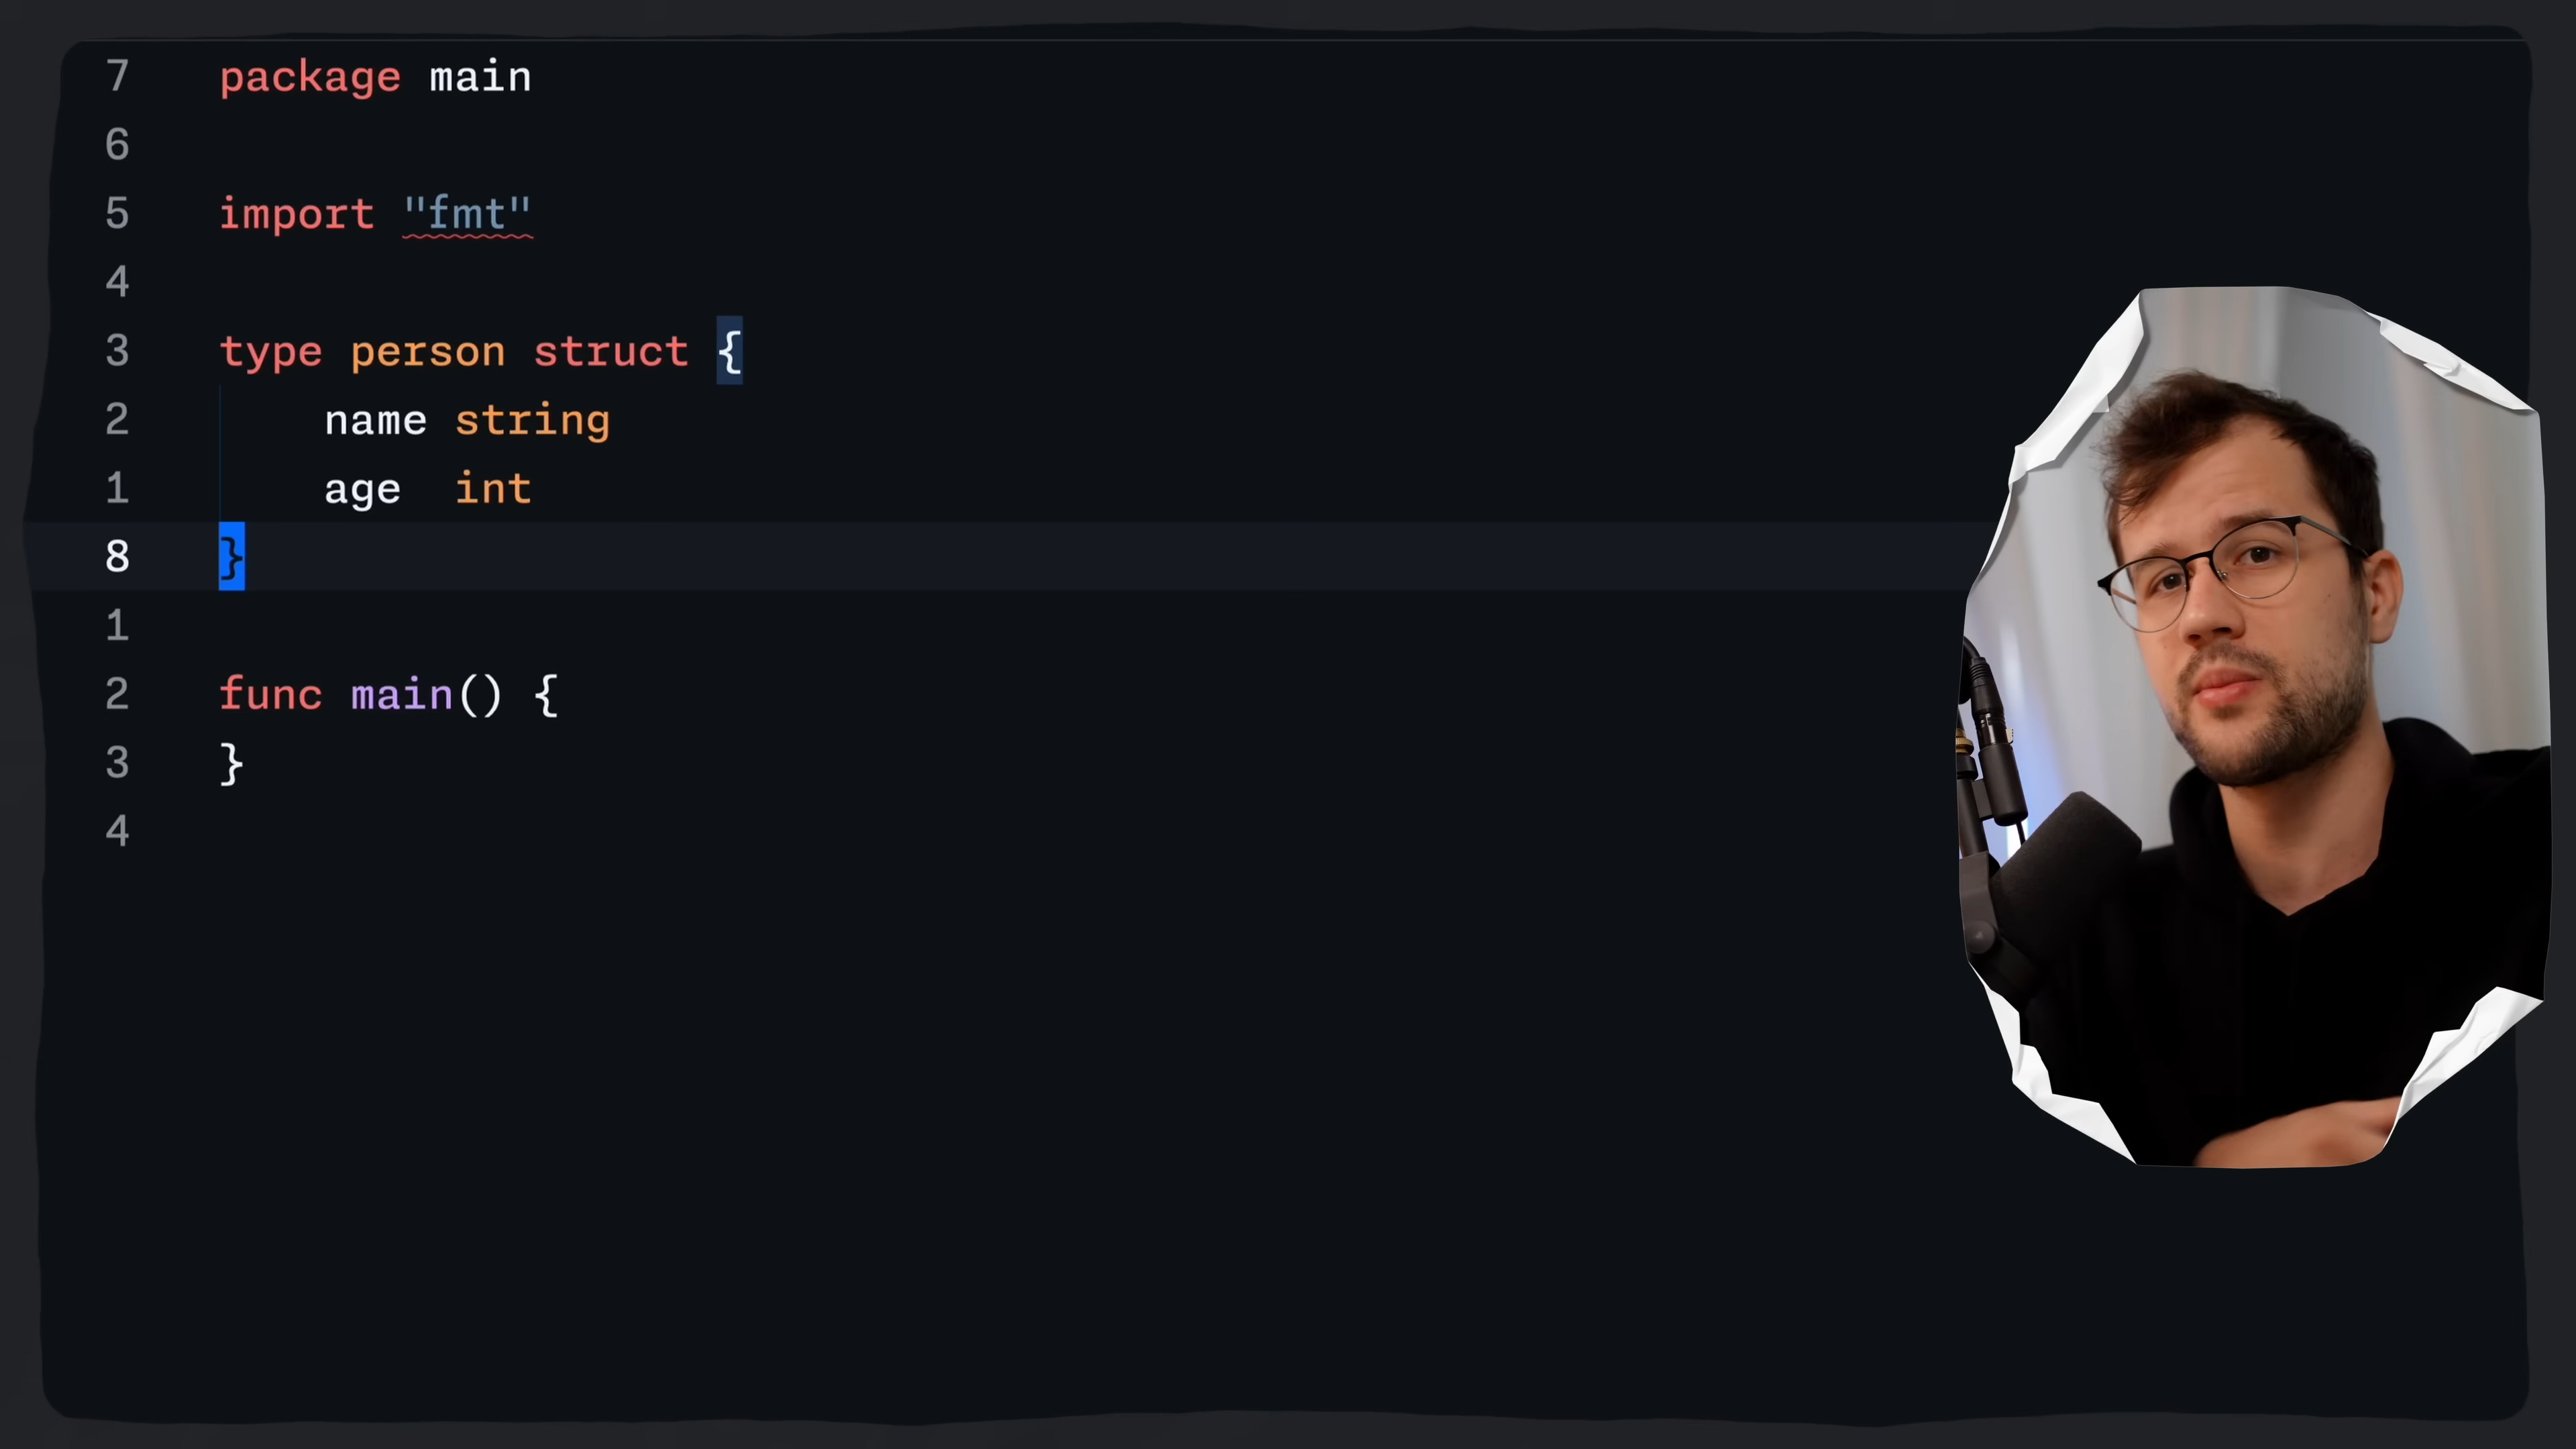 7 package main
6
5 import "fmt"
4
3 type person struct {
2 name string
1 age int
8 }
1
2 func main() {
3 }
4